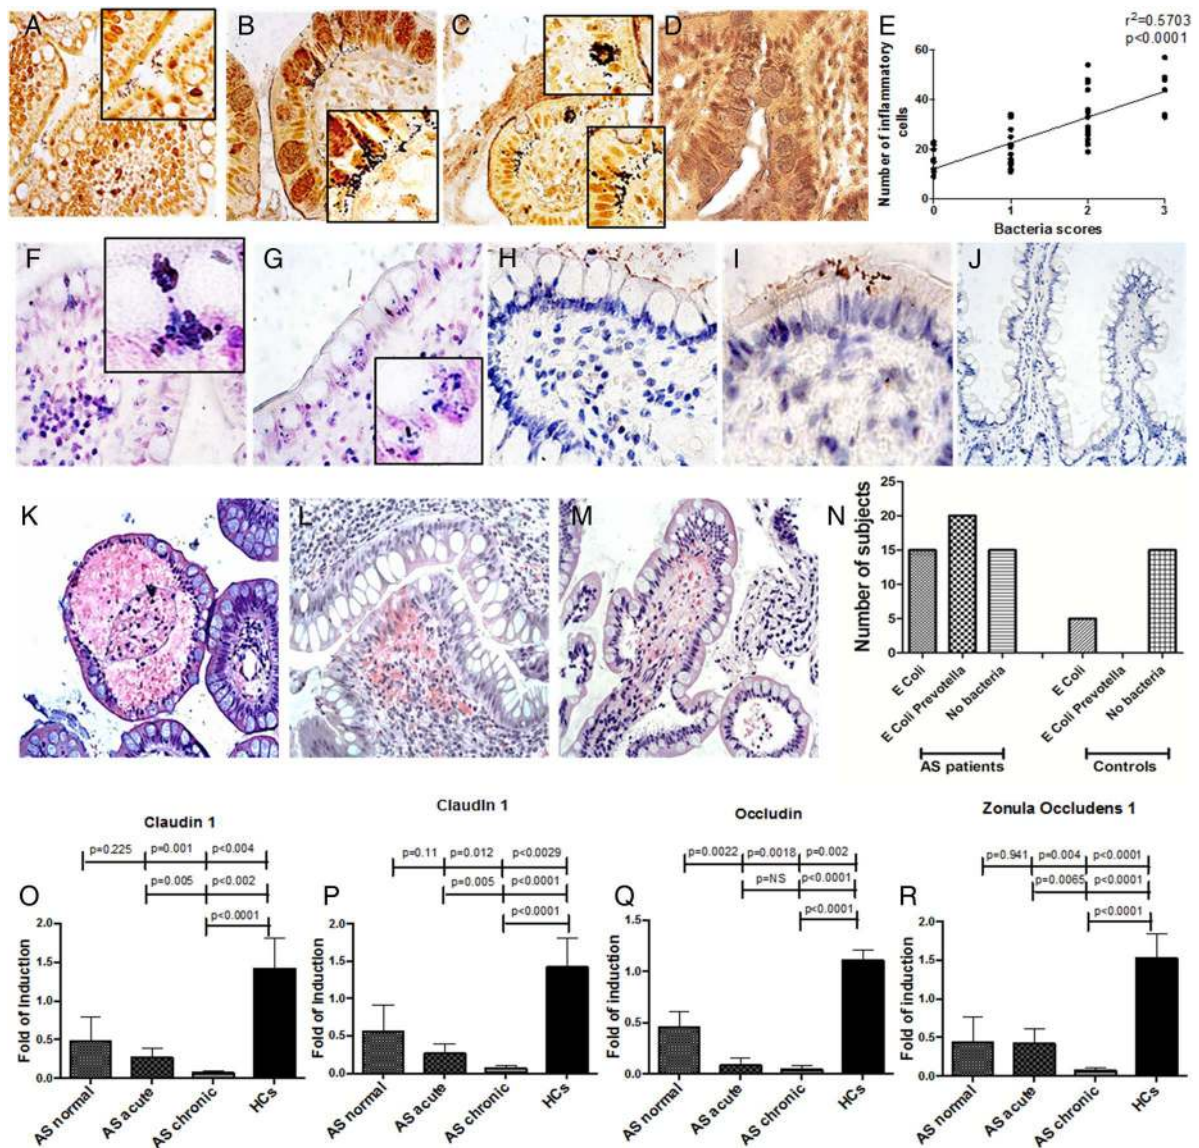 A
B
C
D
E
r²=0.5703
p<0.0001
Number of inflammatory
cells
60
40
20
0
0 1 2 3
Bacteria scores
F
G
H
I
J
K
L
M
N
Number of subjects
25
20
15
10
5
0
E Coli
E Coli Prevotella
No bacteria
E Coli
E Coli Prevotella
No bacteria
AS patients
Controls
Claudin 1
p=0.225 p=0.001 p<0.004
p=0.005 p<0.002
p<0.0001
O
Fold of Induction
2.0
1.5
1.0
0.5
0.0
AS normal
AS acute
AS chronic
HCs
Claudin 1
p=0.11 p=0.012 p<0.0029
p=0.005 p<0.0001
p<0.0001
P
Fold of Induction
2.0
1.5
1.0
0.5
0.0
AS normal
AS acute
AS chronic
HCs
Occludin
p=0.0022 p=0.0018 p=0.002
p=NS p<0.0001
p<0.0001
Q
Fold of induction
1.5
1.0
0.5
0.0
AS normal
AS acute
AS chronic
HCs
Zonula Occludens 1
p=0.941 p=0.004 p<0.0001
p=0.0065 p<0.0001
p<0.0001
R
Fold of induction
2.0
1.5
1.0
0.5
0.0
AS normal
AS acute
AS chronic
HCs